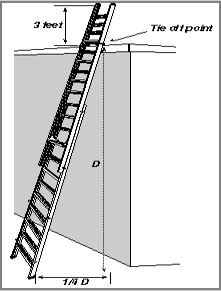 3 feet
Tie off point
D
1/4 D